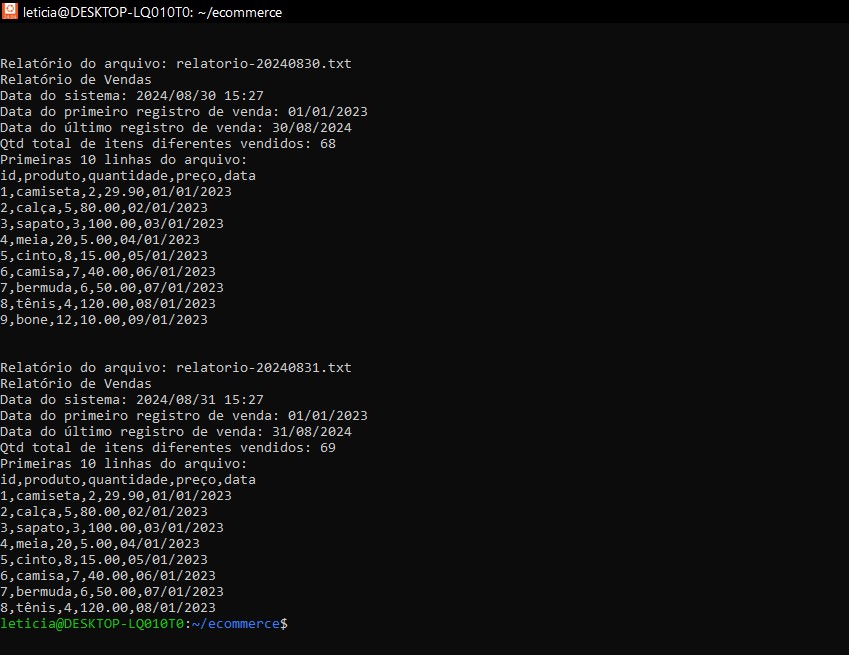 leticia@DESKTOP-LQ010T0: ~/ecommerce
Relatório do arquivo: relatorio-20240830.txt
Relatório de Vendas
Data do sistema: 2024/08/30 15:27
Data do primeiro registro de venda: 01/01/2023
Data do último registro de venda: 30/08/2024
Qtd total de itens diferentes vendidos: 68
Primeiras 10 linhas do arquivo:
id,produto,quantidade,preço,data
1,camiseta,2,29.90,01/01/2023
2,calça,5,80.00,02/01/2023
3,sapato,3,100.00,03/01/2023
4,meia,20,5.00,04/01/2023
5,cinto,8,15.00,05/01/2023
6,camisa,7,40.00,06/01/2023
7,bermuda,6,50.00,07/01/2023
8,tênis,4,120.00,08/01/2023
9,bone,12,10.00,09/01/2023
Relatório do arquivo: relatorio-20240831.txt
Relatório de Vendas
Data do sistema: 2024/08/31 15:27
Data do primeiro registro de venda: 01/01/2023
Data do último registro de venda: 31/08/2024
Qtd total de itens diferentes vendidos: 69
Primeiras 10 linhas do arquivo:
id,produto,quantidade,preço,data
1,camiseta,2,29.90,01/01/2023
2,calça,5,80.00,02/01/2023
3,sapato,3,100.00,03/01/2023
4,meia,20,5.00,04/01/2023
5,cinto,8,15.00,05/01/2023
6,camisa,7,40.00,06/01/2023
7,bermuda,6,50.00,07/01/2023
8,tênis,4,120.00,08/01/2023
leticia@DESKTOP-LQ010T0:~/ecommerce$